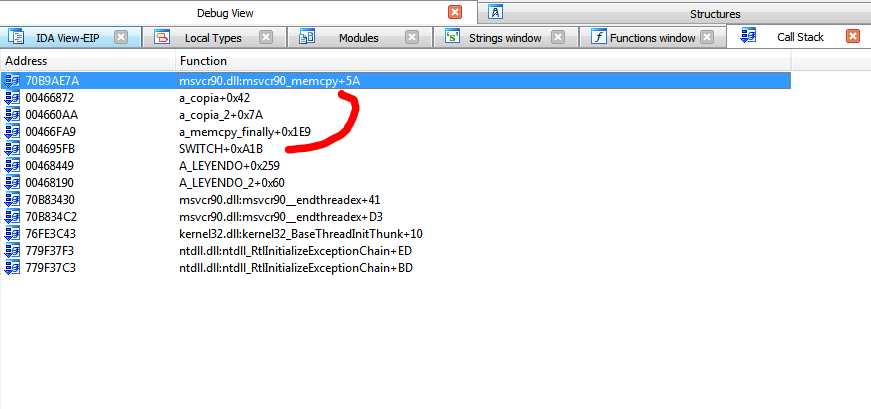 Debug View
Structures
IDA View-EIP
Local Types
Modules
Strings window
Functions window
Call Stack
Address Function
70B9AE7A msvcr90.dll:msvcr90_memcpy+5A
00466872 a_copia+0x42
004660AA a_copia_2+0x7A
00466FA9 a_memcpy_finally+0x1E9
004695FB SWITCH+0xA1B
00468449 A_LEYENDO+0x259
00468190 A_LEYENDO_2+0x60
70B83430 msvcr90.dll:msvcr90__endthreadex+41
70B834C2 msvcr90.dll:msvcr90__endthreadex+D3
76FE3C43 kernel32.dll:kernel32_BaseThreadInitThunk+10
779F37F3 ntdll.dll:ntdll_RtlInitializeExceptionChain+ED
779F37C3 ntdll.dll:ntdll_RtlInitializeExceptionChain+BD